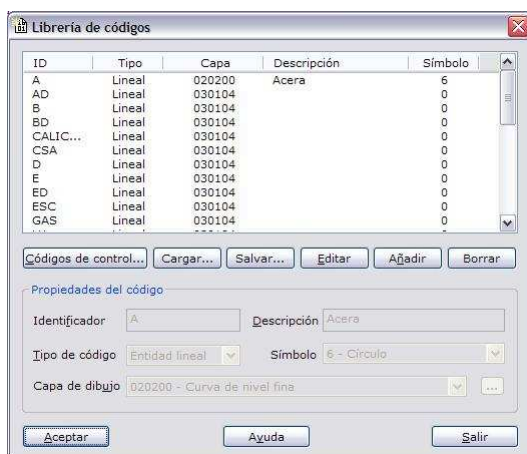 Librería de códigos
ID Tipo Capa Descripción Símbolo
A Lineal 020200 Acera 6
AD Lineal 030104 0
B Lineal 030104 0
BD Lineal 030104 0
CALIC... Lineal 030104 0
CSA Lineal 030104 0
D Lineal 030104 0
E Lineal 030104 0
ED Lineal 030104 0
ESC Lineal 030104 0
GAS Lineal 030104 0
Códigos de control... Cargar... Salvar... Editar Añadir Borrar
Propiedades del código
Identificador A Descripción Acera
Tipo de código Entidad lineal Símbolo 6 - Círculo
Capa de dibujo 020200 - Curva de nivel fina ...
Aceptar Ayuda Salir